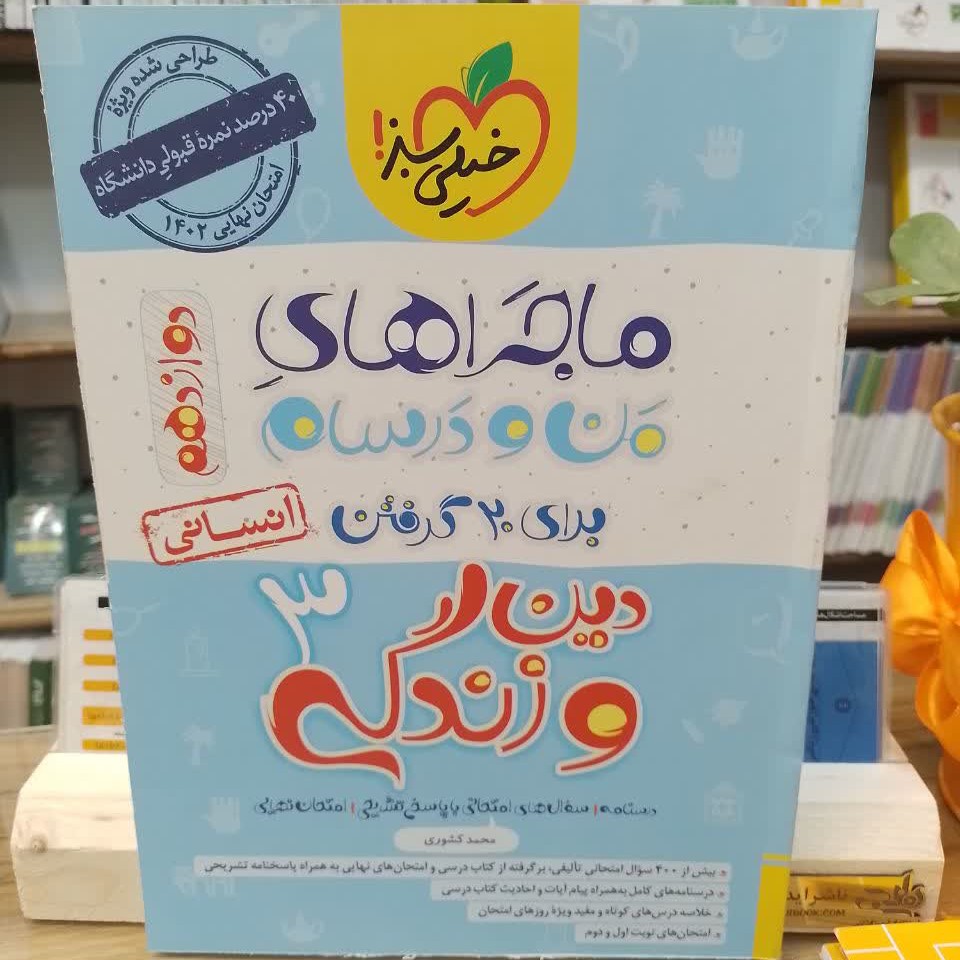 طراحی شده ویژهٔ
۴۰ درصد نمرهٔ قبولی دانشگاه
امتحان نهایی ۱۴۰۲
خیلی سبز!
ماجراهای
من و درسام
دوازدهم
برای ۲۰ گرفتن
انسانی
دین ار
و زندگی ۳
درسنامه | سؤال‌های امتحانی با پاسخ تشریحی | امتحان نهایی
محمد کشوری
بیش از ۴۰۰ سؤال امتحانی تألیفی، برگرفته از کتاب درسی و امتحان‌های نهایی به همراه پاسخنامه تشریحی
درسنامه‌های کامل به‌همراه پیام آیات و احادیث کتاب درسی
خلاصه درس‌های کوتاه و مفید ویژهٔ روزهای امتحان
امتحان‌های نوبت اول و دوم